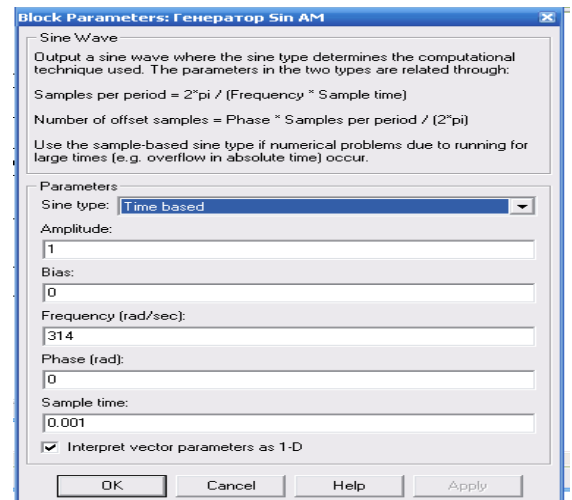 Block Parameters: Генератор Sin AM
Sine Wave
Output a sine wave where the sine type determines the computational
technique used. The parameters in the two types are related through:
Samples per period = 2*pi / (Frequency * Sample time)
Number of offset samples = Phase * Samples per period / (2*pi)
Use the sample-based sine type if numerical problems due to running for
large times (e.g. overflow in absolute time) occur.
Parameters
Sine type: Time based
Amplitude:
1
Bias:
0
Frequency (rad/sec):
314
Phase (rad):
0
Sample time:
0.001
Interpret vector parameters as 1-D
OK Cancel Help Apply